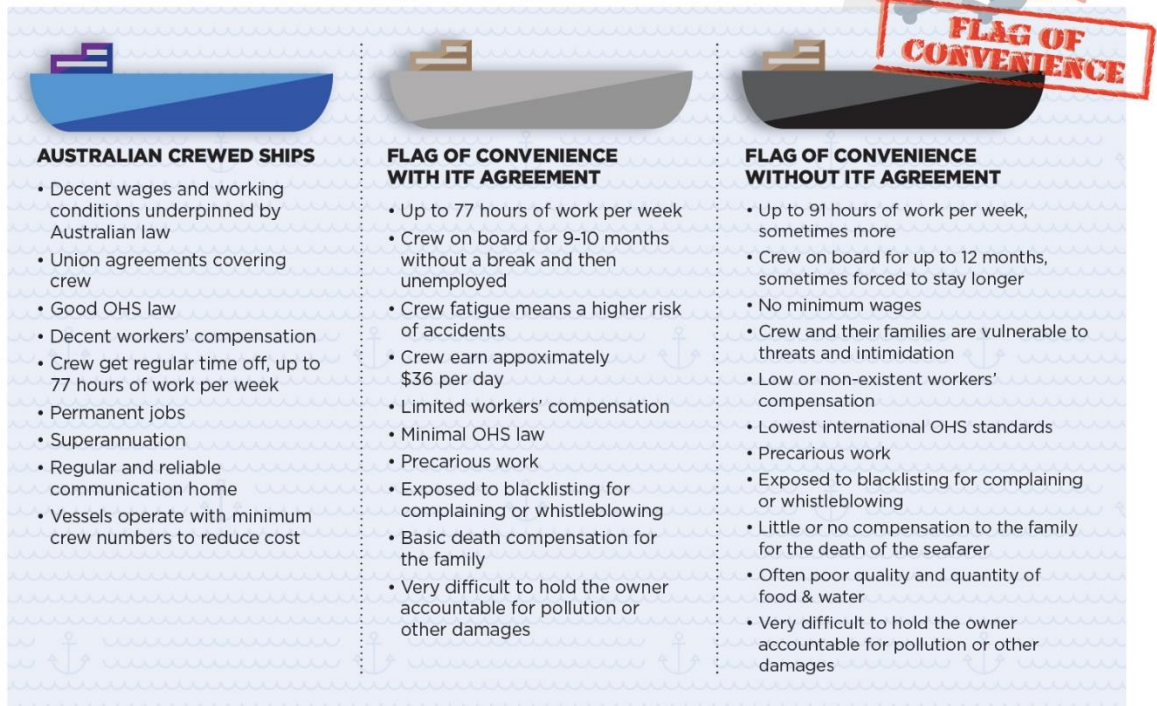 FLAG OF
CONVENIENCE
AUSTRALIAN CREWED SHIPS
• Decent wages and working
conditions underpinned by
Australian law
• Union agreements covering
crew
• Good OHS law
• Decent workers' compensation
• Crew get regular time off, up to
77 hours of work per week
• Permanent jobs
• Superannuation
• Regular and reliable
communication home
• Vessels operate with minimum
crew numbers to reduce cost
FLAG OF CONVENIENCE
WITH ITF AGREEMENT
• Up to 77 hours of work per week
• Crew on board for 9-10 months
without a break and then
unemployed
• Crew fatigue means a higher risk
of accidents
• Crew earn appoximately
$36 per day
• Limited workers' compensation
• Minimal OHS law
• Precarious work
• Exposed to blacklisting for
complaining or whistleblowing
• Basic death compensation for
the family
• Very difficult to hold the owner
accountable for pollution or
other damages
FLAG OF CONVENIENCE
WITHOUT ITF AGREEMENT
• Up to 91 hours of work per week,
sometimes more
• Crew on board for up to 12 months,
sometimes forced to stay longer
• No minimum wages
• Crew and their families are vulnerable to
threats and intimidation
• Low or non-existent workers'
compensation
• Lowest international OHS standards
• Precarious work
• Exposed to blacklisting for complaining
or whistleblowing
• Little or no compensation to the family
for the death of the seafarer
• Often poor quality and quantity of
food & water
• Very difficult to hold the owner
accountable for pollution or other
damages